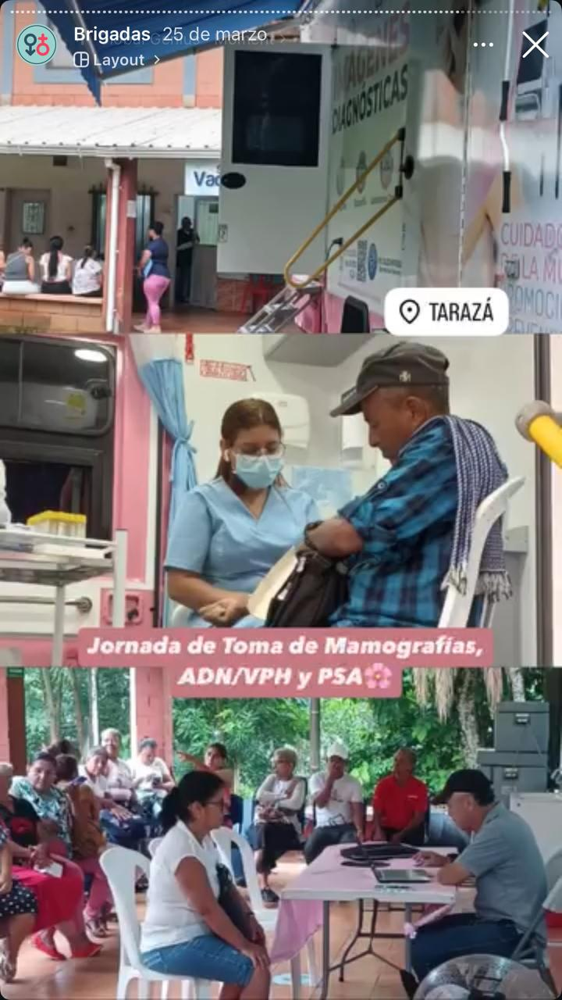 Brigadas 25 de marzo
Layout >
IMÁGENES
DIAGNÓSTICAS
Vac
TARAZÁ
CUIDADO
DE LA MU
PROMOCIÓ
Jornada de Toma de Mamografías,
ADN/VPH y PSA